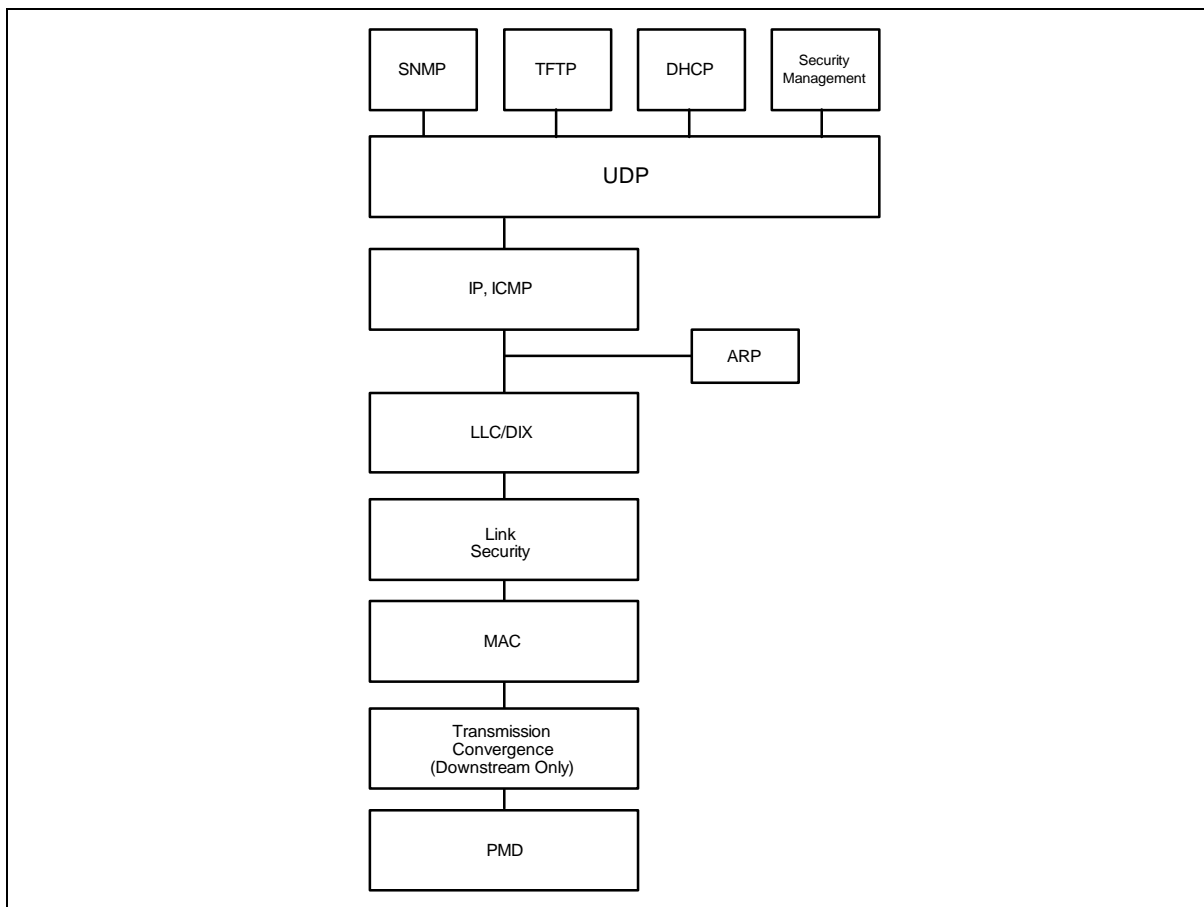 SNMP
TFTP
DHCP
Security
Management
UDP
IP, ICMP
ARP
LLC/DIX
Link
Security
MAC
Transmission
Convergence
(Downstream Only)
PMD